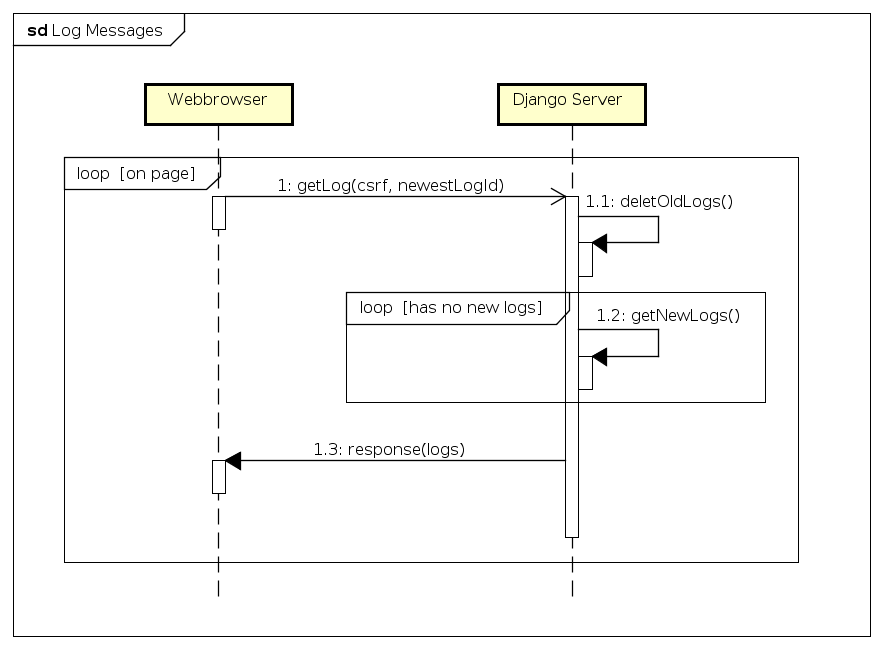 sd Log Messages
Webbrowser
Django Server
loop [on page]
1: getLog(csrf, newestLogId)
1.1: deletOldLogs()
loop [has no new logs]
1.2: getNewLogs()
1.3: response(logs)